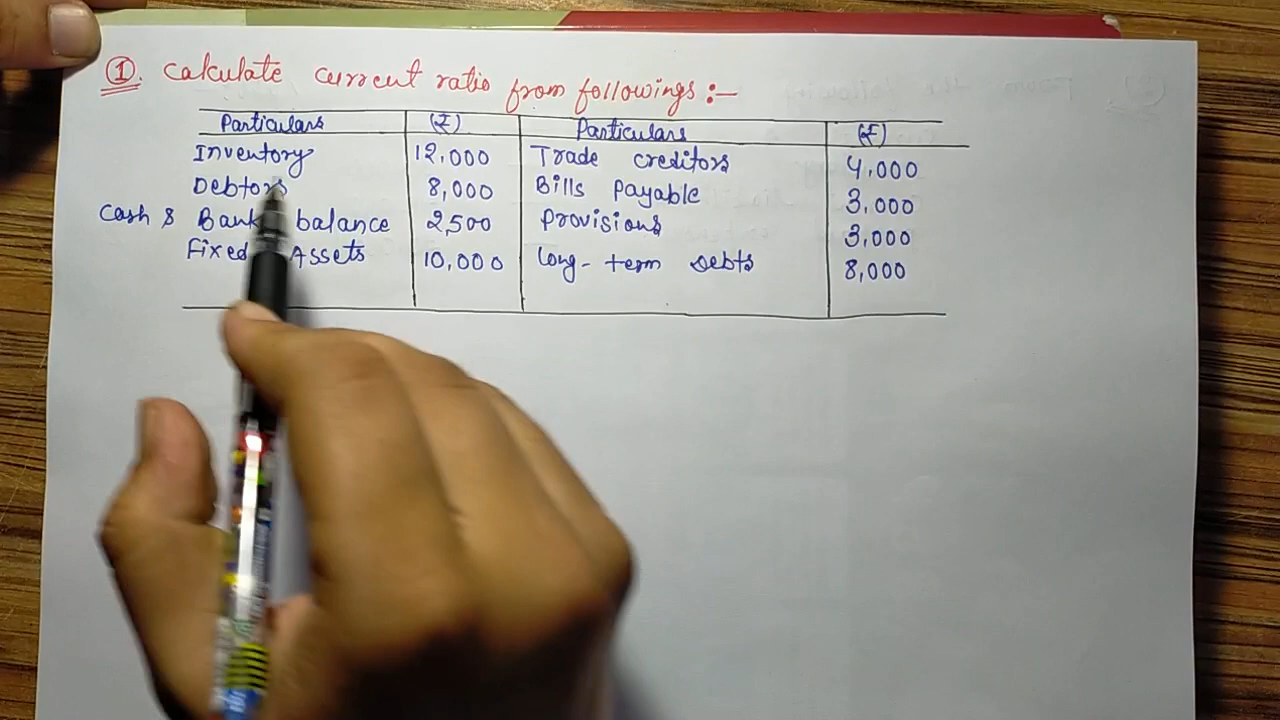 ①. Calculate current ratio from followings :-
Particulars (₹) Particulars (₹)
Inventory 12,000 Trade creditors 4,000
Debtors 8,000 Bills Payable 3,000
Cash & Bank balance 2,500 Provisions 3,000
Fixed Assets 10,000 Long-term Debts 8,000